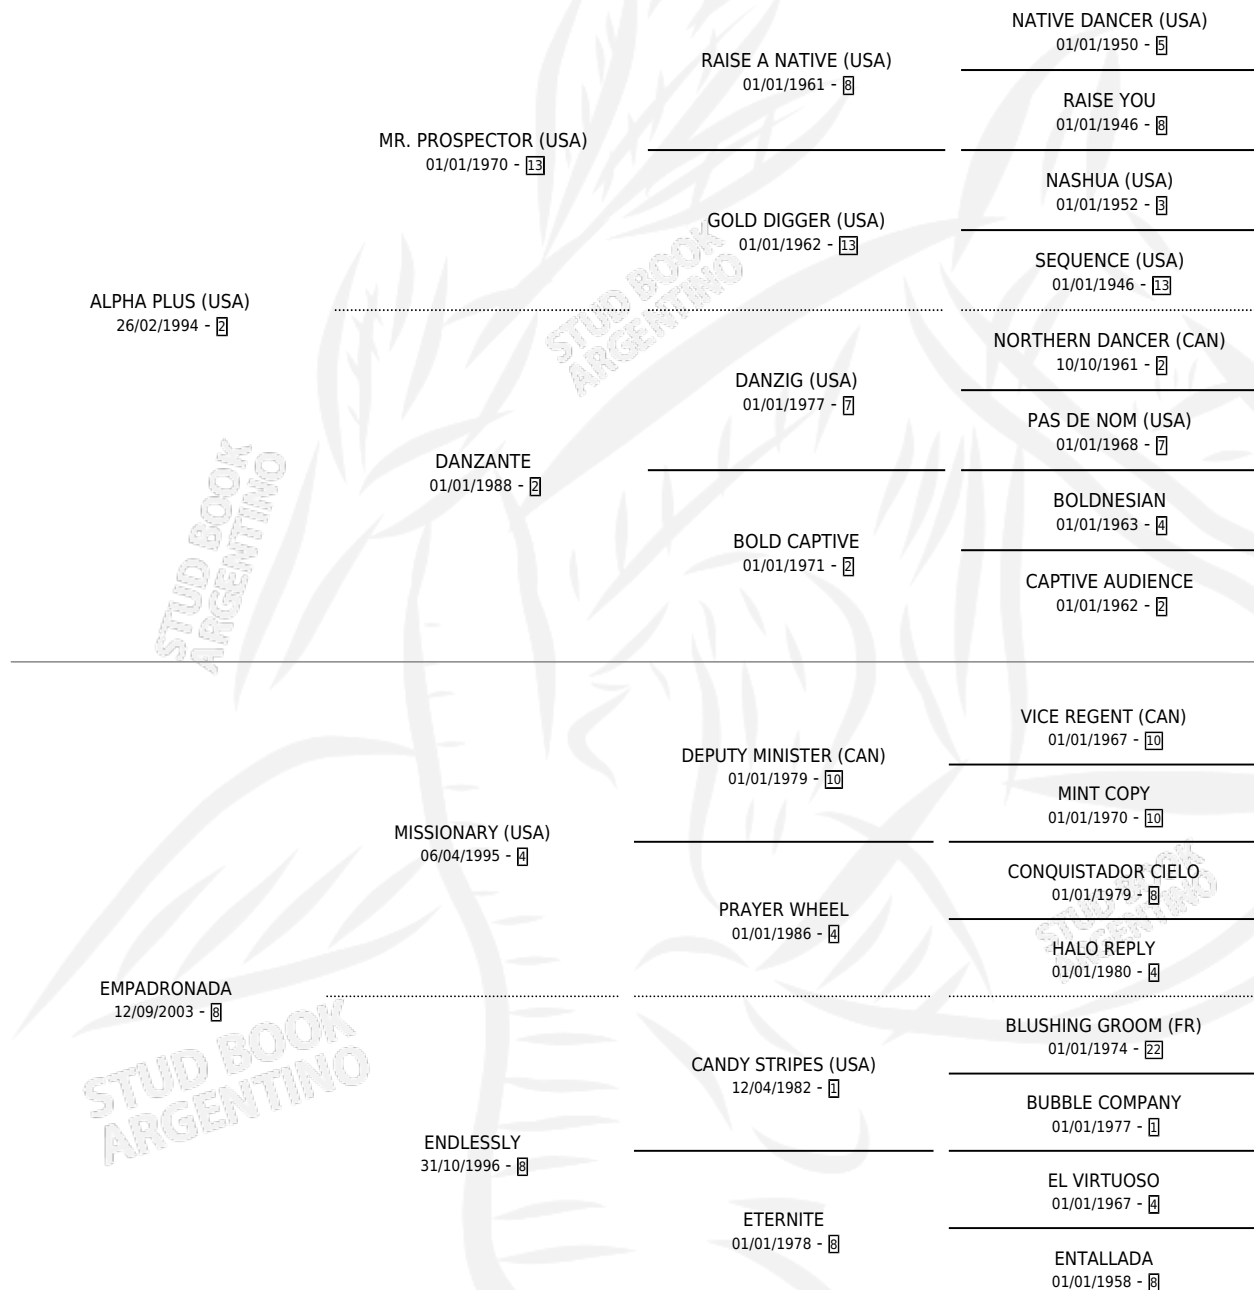 NATIVE DANCER (USA)
01/01/1950 - 5
RAISE A NATIVE (USA)
01/01/1961 - 8
RAISE YOU
01/01/1946 - 8
MR. PROSPECTOR (USA)
01/01/1970 - 13
NASHUA (USA)
01/01/1952 - 3
GOLD DIGGER (USA)
01/01/1962 - 13
SEQUENCE (USA)
01/01/1946 - 13
ALPHA PLUS (USA)
26/02/1994 - 2
STUD BOOK
ARGENTINO
NORTHERN DANCER (CAN)
10/10/1961 - 2
DANZIG (USA)
01/01/1977 - 7
PAS DE NOM (USA)
01/01/1968 - 7
DANZANTE
01/01/1988 - 2
BOLDNESIAN
01/01/1963 - 4
BOLD CAPTIVE
01/01/1971 - 2
CAPTIVE AUDIENCE
01/01/1962 - 2
STUD BOOK
ARGENTINO
VICE REGENT (CAN)
01/01/1967 - 10
DEPUTY MINISTER (CAN)
01/01/1979 - 10
MINT COPY
01/01/1970 - 10
MISSIONARY (USA)
06/04/1995 - 4
CONQUISTADOR CIELO
01/01/1979 - 8
STUD BOOK
ARGENTINO
PRAYER WHEEL
01/01/1986 - 4
HALO REPLY
01/01/1980 - 4
EMPADRONADA
12/09/2003 - 8
BLUSHING GROOM (FR)
01/01/1974 - 22
CANDY STRIPES (USA)
12/04/1982 - 1
BUBBLE COMPANY
01/01/1977 - 1
STUD BOOK
ARGENTINO
ENDLESSLY
31/10/1996 - 8
EL VIRTUOSO
01/01/1967 - 4
ETERNITE
01/01/1978 - 8
ENTALLADA
01/01/1958 - 8